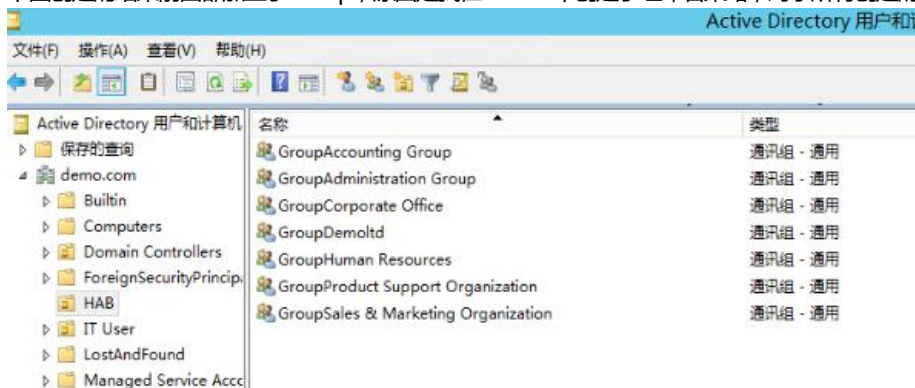 Active Directory 用户和
文件(F) 操作(A) 查看(V) 帮助(H)
Active Directory 用户和计算机
保存的查询
demo.com
Builtin
Computers
Domain Controllers
ForeignSecurityPrincip
HAB
IT User
LostAndFound
Managed Service Acc
名称 类型
GroupAccounting Group 通讯组 - 通用
GroupAdministration Group 通讯组 - 通用
GroupCorporate Office 通讯组 - 通用
GroupDemoltd 通讯组 - 通用
GroupHuman Resources 通讯组 - 通用
GroupProduct Support Organization 通讯组 - 通用
GroupSales & Marketing Organization 通讯组 - 通用